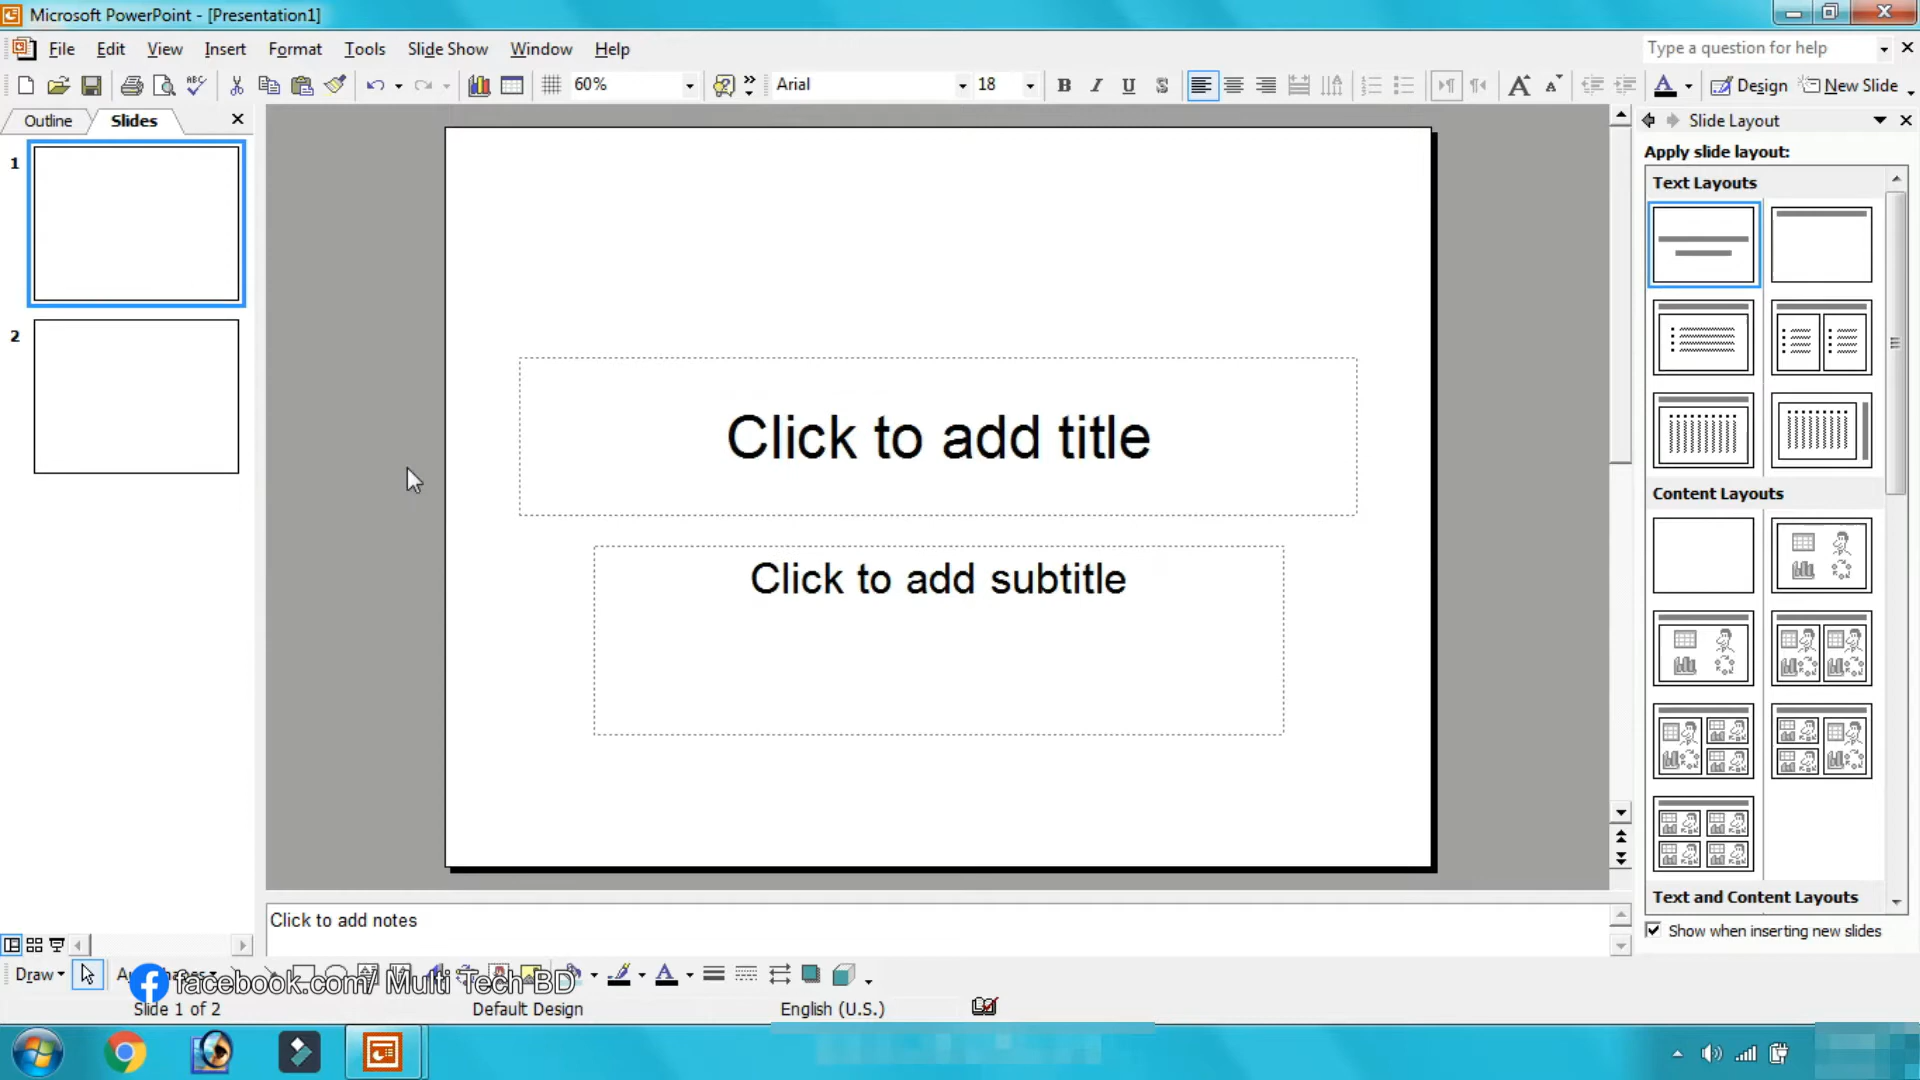 Microsoft PowerPoint - [Presentation1]
File Edit View Insert Format Tools Slide Show Window Help
Type a question for help
60%
Arial
18
B I U S
Design
New Slide
Outline Slides
Slide Layout
Apply slide layout:
Text Layouts
1
2
Click to add title
Click to add subtitle
Content Layouts
Text and Content Layouts
Show when inserting new slides
Click to add notes
Draw
facebook.com/ Multi Tech BD
Slide 1 of 2
Default Design
English (U.S.)